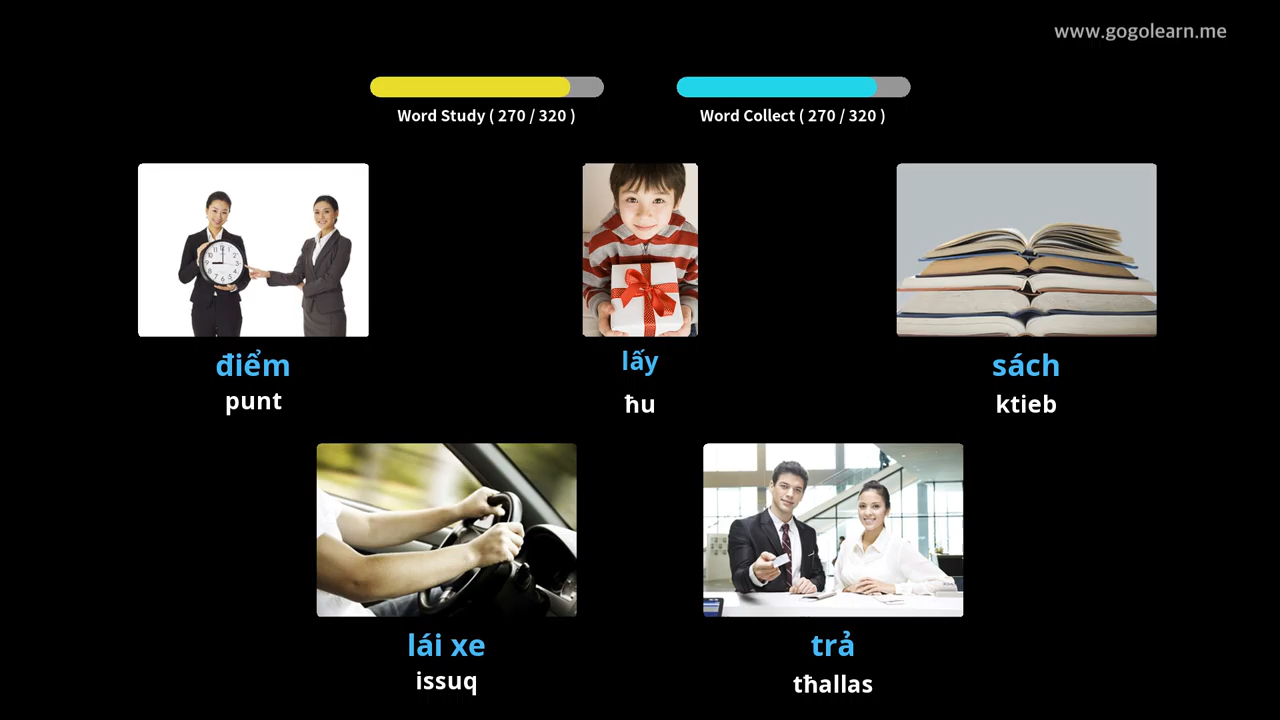 www.gogolearn.me
Word Study ( 270 / 320 )
Word Collect ( 270 / 320 )
điểm
punt
lấy
ħu
sách
ktieb
lái xe
issuq
trả
tħallas